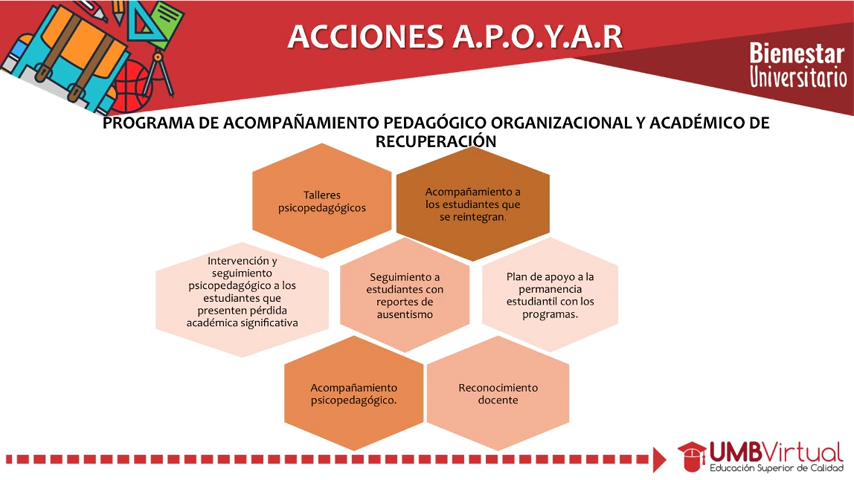 ACCIONES A.P.O.Y.A.R
Bienestar
Universitario
PROGRAMA DE ACOMPAÑAMIENTO PEDAGÓGICO ORGANIZACIONAL Y ACADÉMICO DE
RECUPERACIÓN
Talleres
psicopedagógicos
Acompañamiento a
los estudiantes que
se reintegran.
Intervención y
seguimiento
psicopedagógico a los
estudiantes que
presenten pérdida
académica significativa
Seguimiento a
estudiantes con
reportes de
ausentismo
Plan de apoyo a la
permanencia
estudiantil con los
programas.
Acompañamiento
psicopedagógico.
Reconocimiento
docente
UMBVirtual
Educación Superior de Calidad